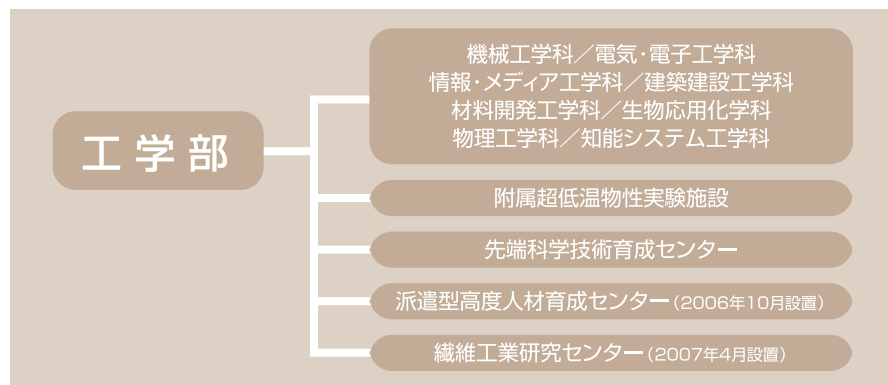 工学部
機械工学科／電気・電子工学科
情報・メディア工学科／建築建設工学科
材料開発工学科／生物応用化学科
物理工学科／知能システム工学科
附属超低温物性実験施設
先端科学技術育成センター
派遣型高度人材育成センター（2006年10月設置）
繊維工業研究センター（2007年4月設置）